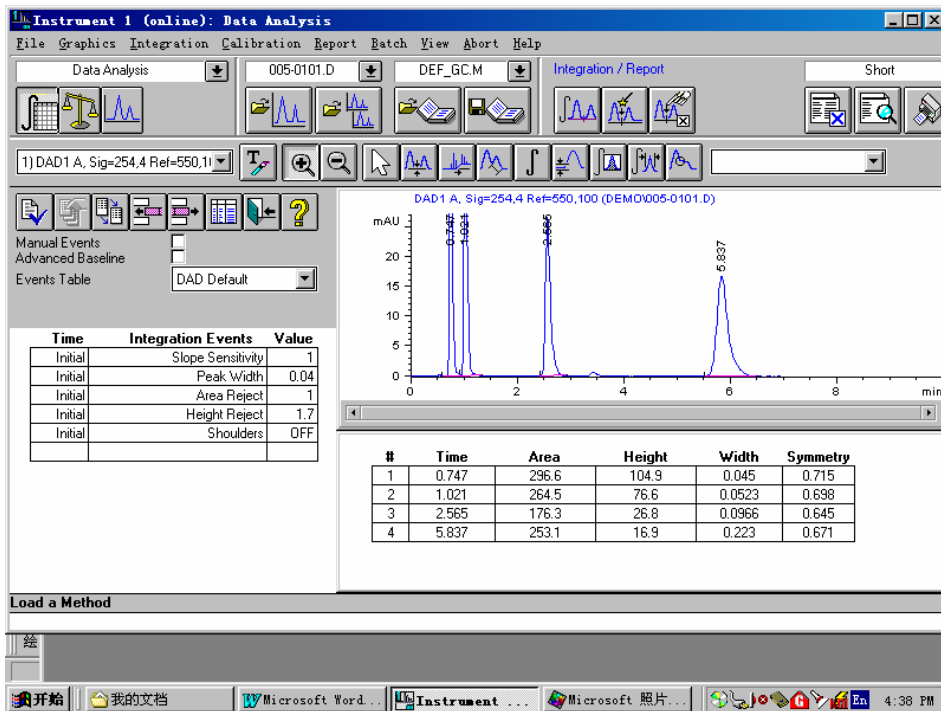 Instrument 1 (online): Data Analysis
File Graphics Integration Calibration Report Batch View Abort Help
Data Analysis 005-0101.D DEF_GC.M Integration / Report Short
1) DAD1 A, Sig=254,4 Ref=550,1
Manual Events
Advanced Baseline
Events Table DAD Default
Time Integration Events Value
Initial Slope Sensitivity 1
Initial Peak Width 0.04
Initial Area Reject 1
Initial Height Reject 1.7
Initial Shoulders OFF
DAD1 A, Sig=254,4 Ref=550,100 (DEMO\005-0101.D)
mAU
20
15
10
5
0
0.747
1.021
2.565
5.837
0 2 4 6 8 min
# Time Area Height Width Symmetry
1 0.747 296.6 104.9 0.045 0.715
2 1.021 264.5 76.6 0.0523 0.698
3 2.565 176.3 26.8 0.0966 0.645
4 5.837 253.1 16.9 0.223 0.671
Load a Method
绘
开始 我的文档 Microsoft Word... Instrument ... Microsoft 照片... En 4:38 PM